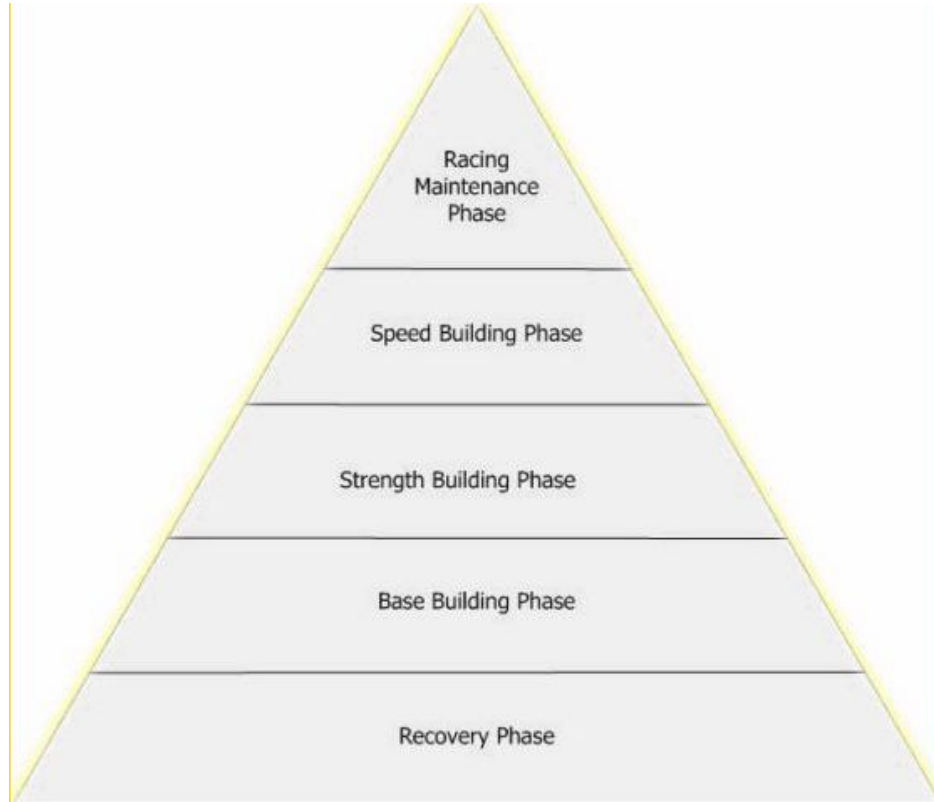 Racing
Maintenance
Phase
Speed Building Phase
Strength Building Phase
Base Building Phase
Recovery Phase